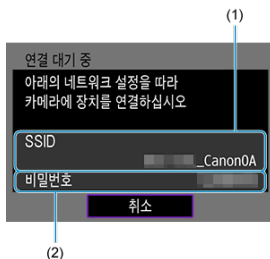 (1)
연결 대기 중
아래의 네트워크 설정을 따라
카메라에 장치를 연결하십시오
SSID
_Canon0A
비밀번호
취소
(2)